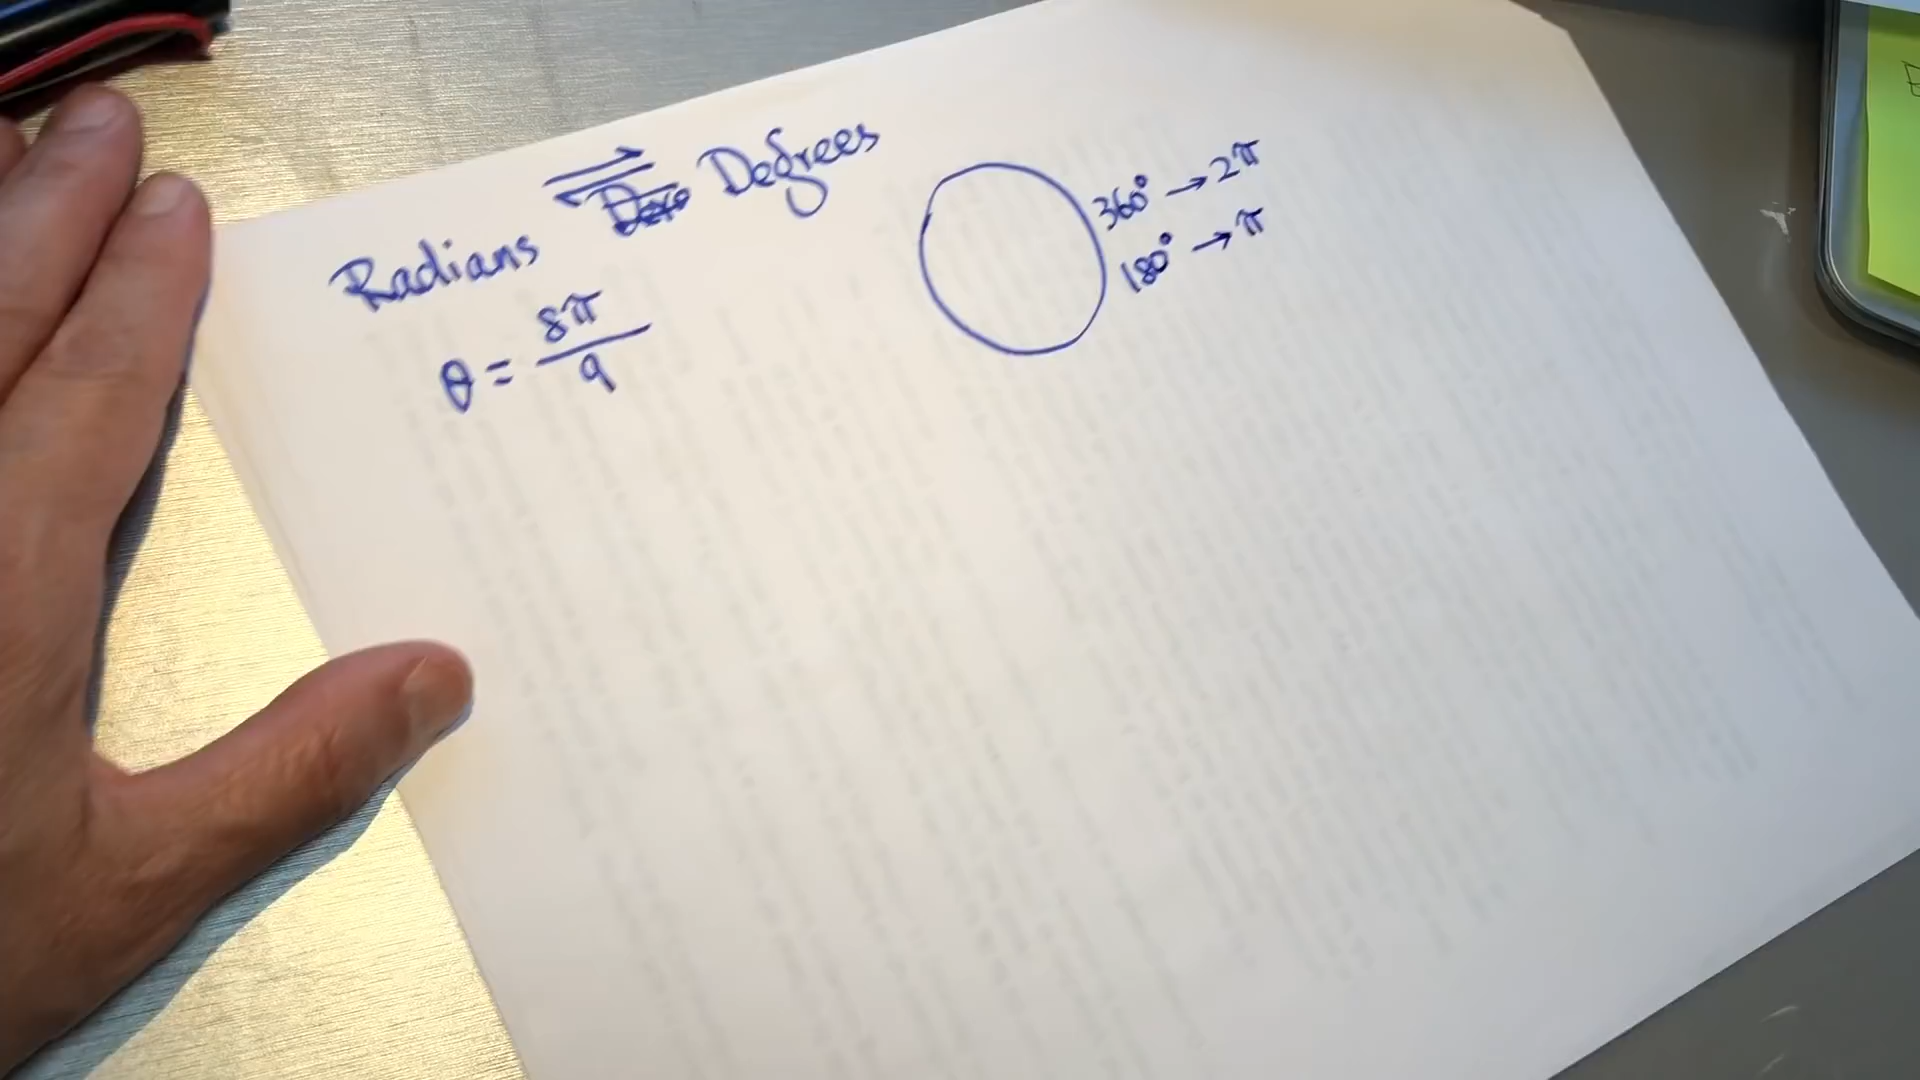 Radians ⇌ Degrees
θ = 8π/9
360° → 2π
180° → π